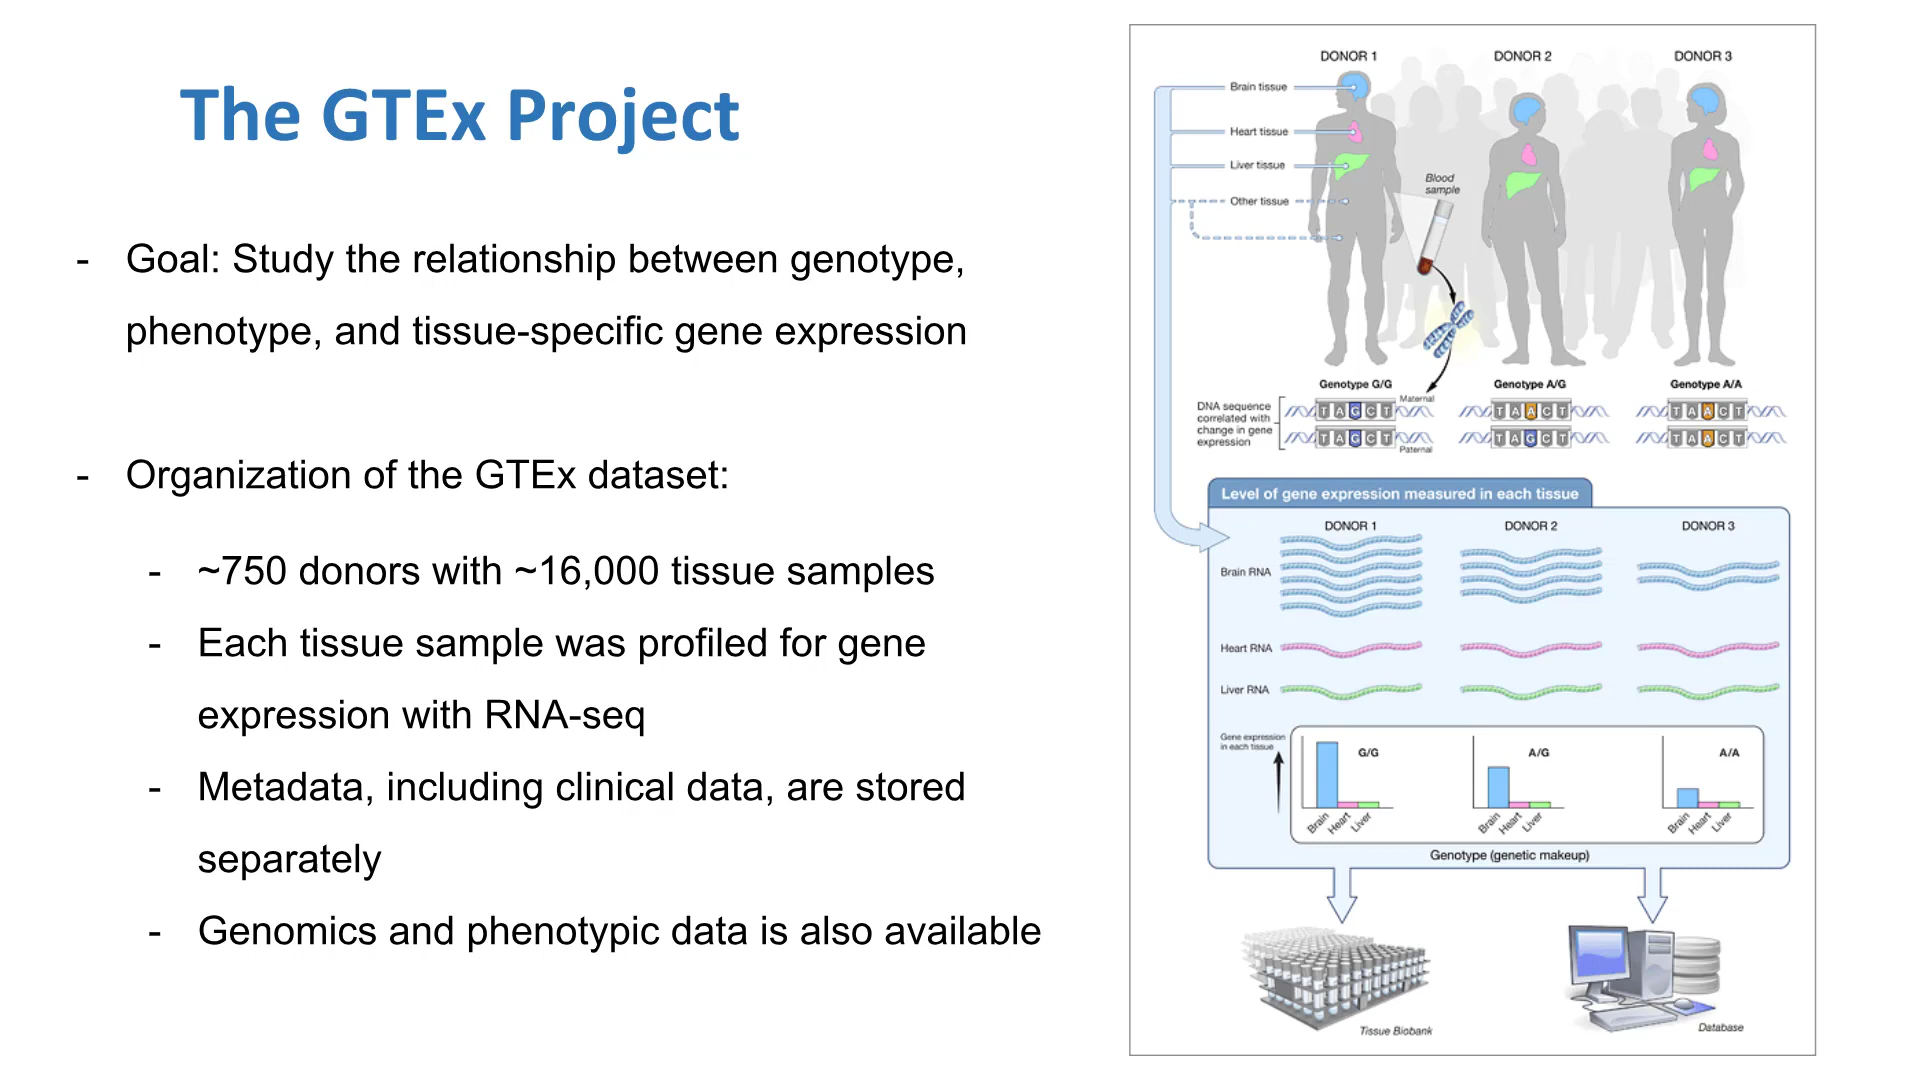 The GTEx Project
- Goal: Study the relationship between genotype,
phenotype, and tissue-specific gene expression
- Organization of the GTEx dataset:
- ~750 donors with ~16,000 tissue samples
- Each tissue sample was profiled for gene
expression with RNA-seq
- Metadata, including clinical data, are stored
separately
- Genomics and phenotypic data is also available
DONOR 1 DONOR 2 DONOR 3
Brain tissue
Heart tissue
Liver tissue
Other tissue
Blood
sample
Genotype G/G Genotype A/G Genotype A/A
Maternal
DNA sequence
correlated with
change in gene
expression
TAGCT TAACT TAACT
TAGCT TAGCT TAACT
Paternal
Level of gene expression measured in each tissue
DONOR 1 DONOR 2 DONOR 3
Brain RNA
Heart RNA
Liver RNA
Gene expression
in each tissue
G/G A/G A/A
Brain Heart Liver Brain Heart Liver Brain Heart Liver
Genotype (genetic makeup)
Tissue Biobank
Database